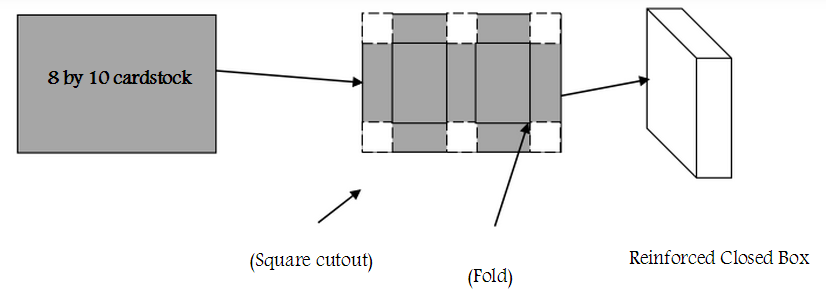 8 by 10 cardstock
(Square cutout)
(Fold)
Reinforced Closed Box